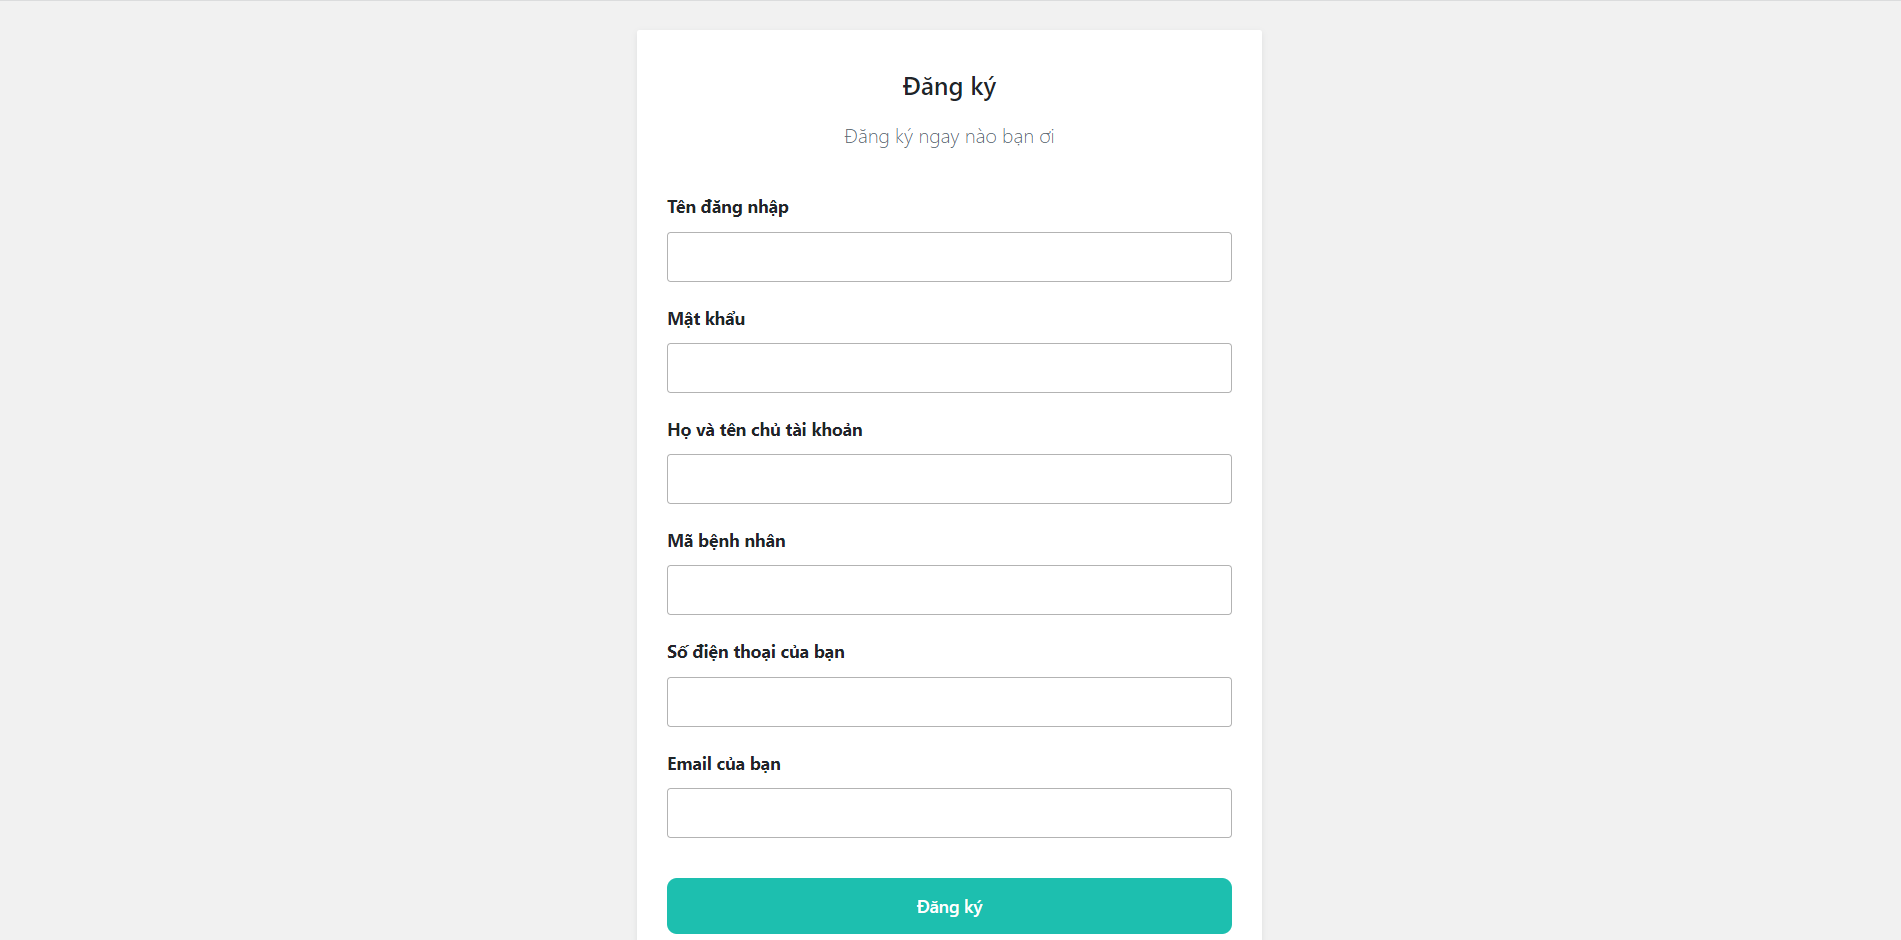 Đăng ký
Đăng ký ngay nào bạn ơi
Tên đăng nhập
Mật khẩu
Họ và tên chủ tài khoản
Mã bệnh nhân
Số điện thoại của bạn
Email của bạn
Đăng ký